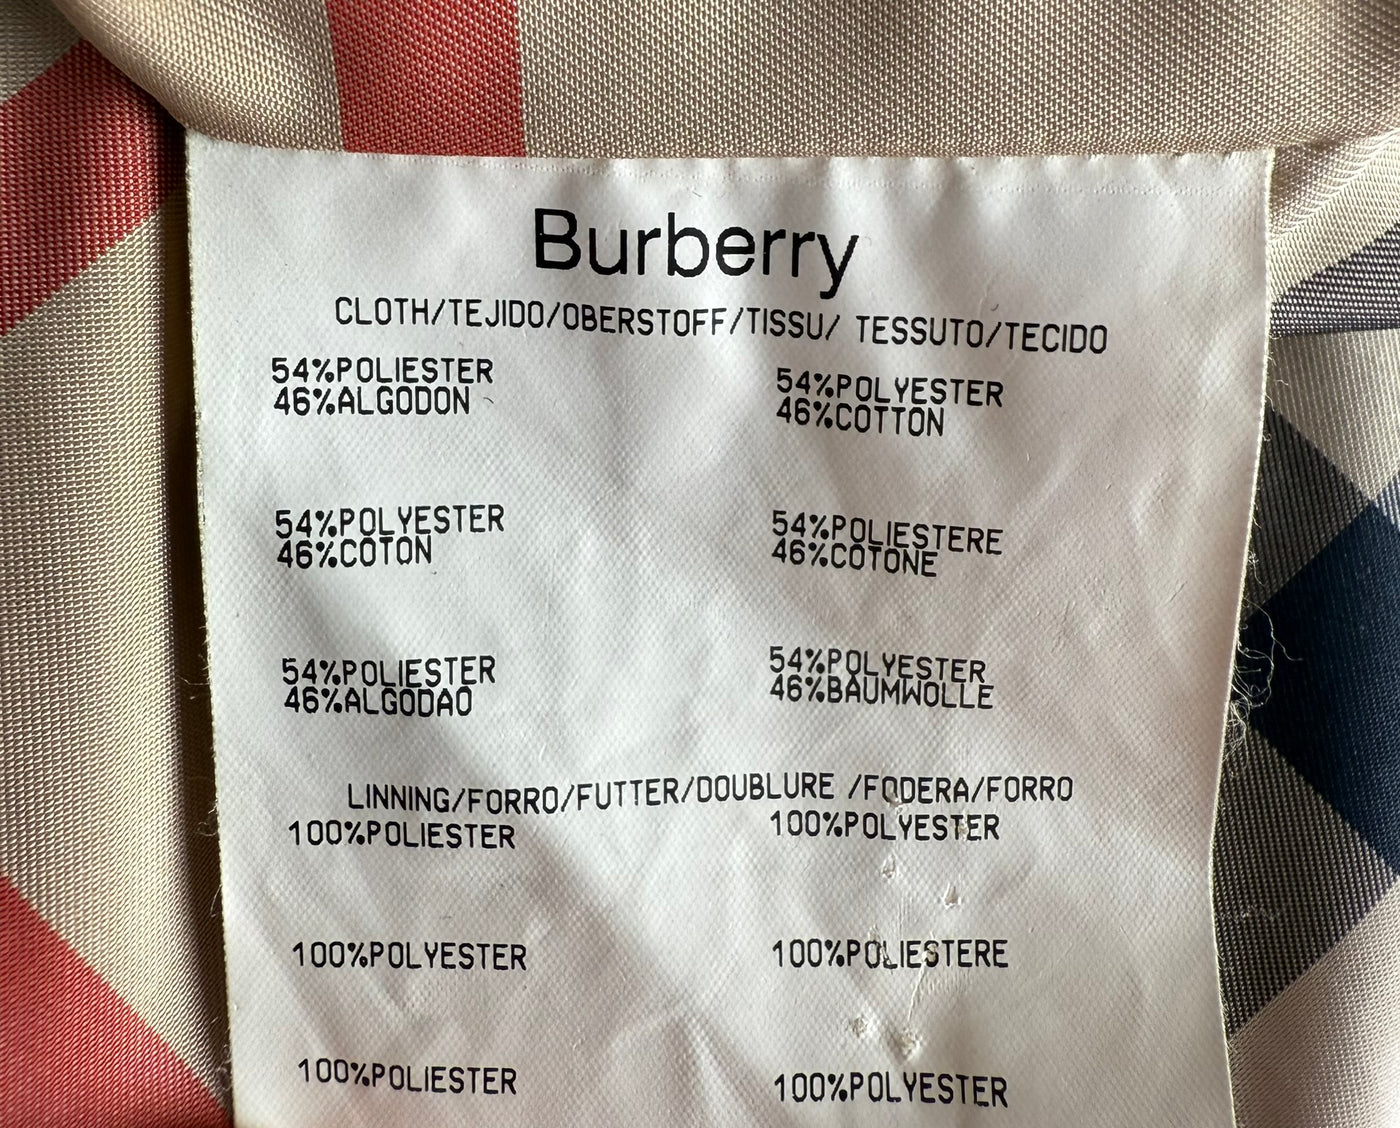 Burberry
CLOTH/TEJIDO/OBERSTOFF/TISSU/ TESSUTO/TECIDO
54%POLIESTER
46%ALGODON
54%POLYESTER
46%COTTON
54%POLYESTER
46%COTON
54%POLIESTERE
46%COTONE
54%POLIESTER
46%ALGODAO
54%POLYESTER
46%BAUMWOLLE
LINNING/FORRO/FUTTER/DOUBLURE /FODERA/FORRO
100%POLIESTER
100%POLYESTER
100%POLYESTER
100%POLIESTERE
100%POLIESTER
100%POLYESTER